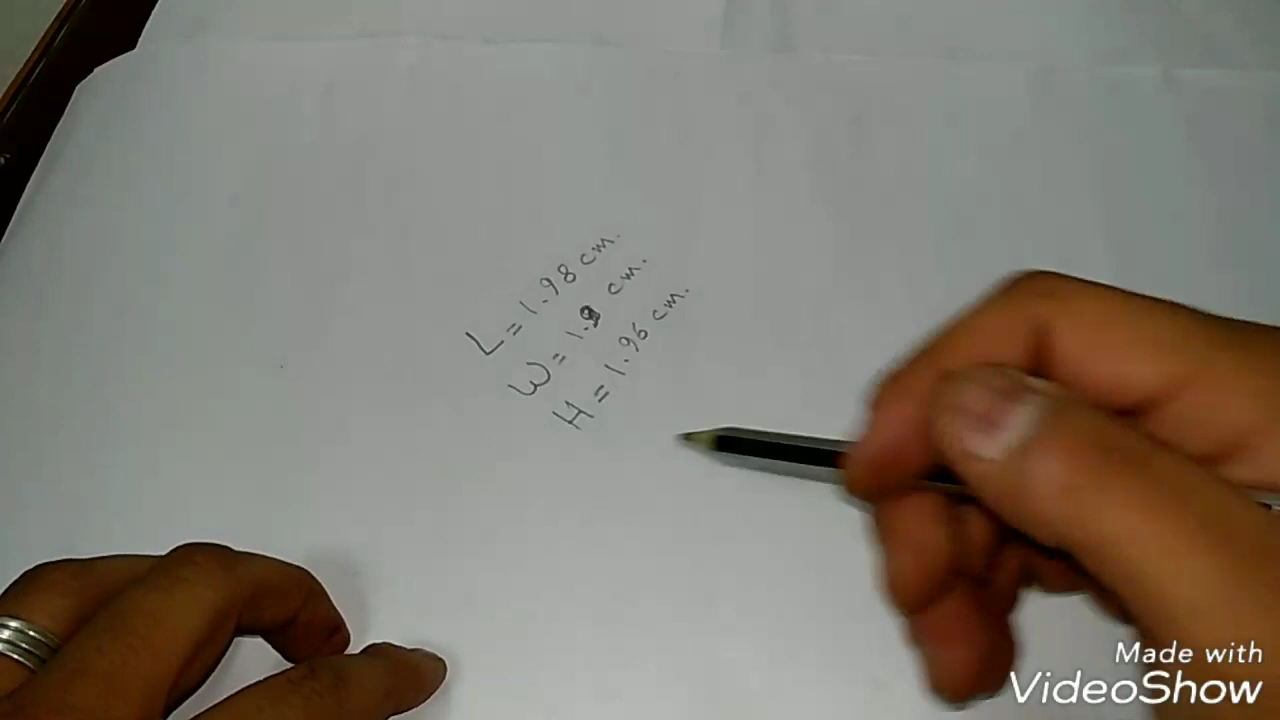 L = 1.98 cm.
W = 1.9 cm.
H = 1.96 cm.
Made with
VideoShow